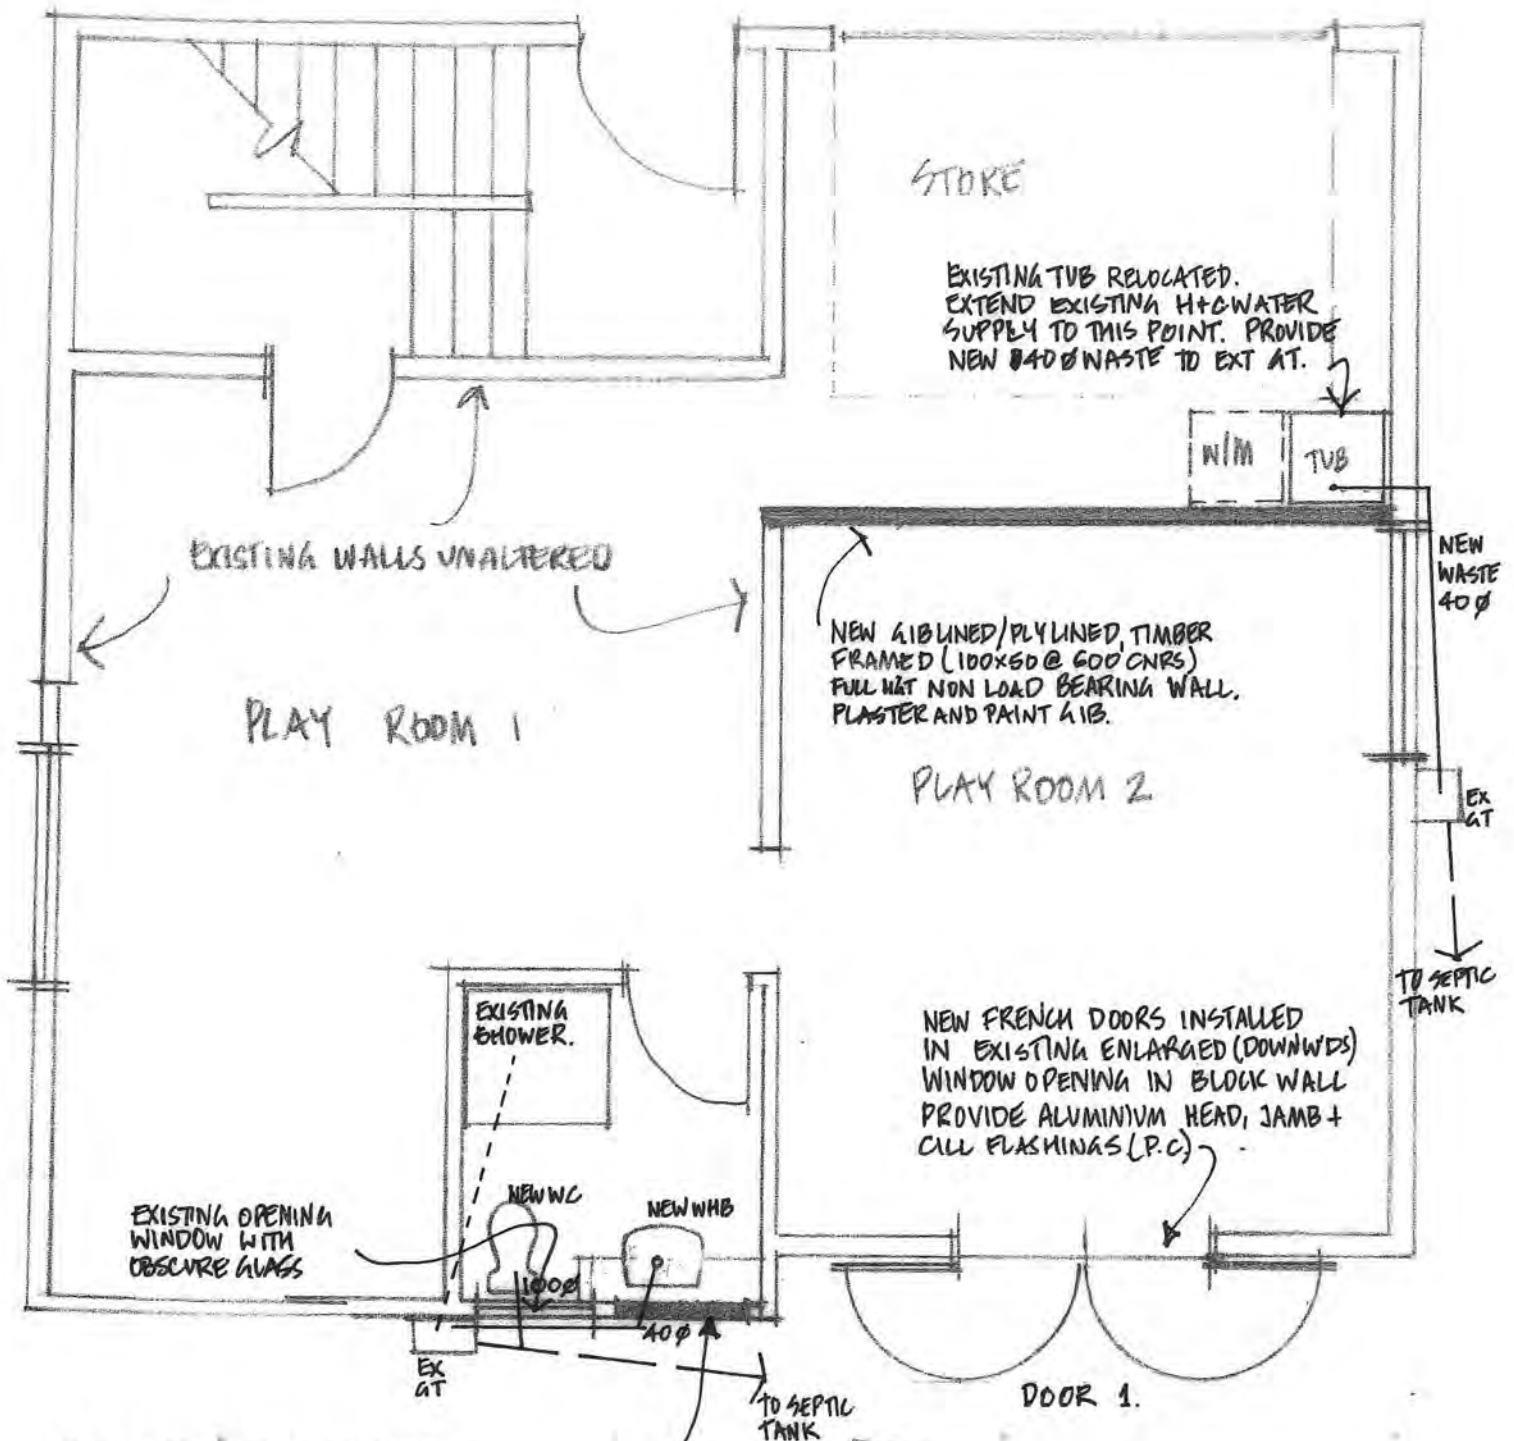 STORE
EXISTING TUB RELOCATED.
EXTEND EXISTING H+C WATER
SUPPLY TO THIS POINT. PROVIDE
NEW 40Ø WASTE TO EXT GT.
W/M
TUB
EXISTING WALLS UNALTERED
NEW
WASTE
40Ø
NEW GIB LINED/PLY LINED, TIMBER
FRAMED (100x50 @ 600 CNRS)
FULL HGT NON LOAD BEARING WALL.
PLASTER AND PAINT GIB.
PLAY ROOM 1
PLAY ROOM 2
EX
GT
TO SEPTIC
TANK
EXISTING
SHOWER.
NEW FRENCH DOORS INSTALLED
IN EXISTING ENLARGED (DOWNW'DS)
WINDOW OPENING IN BLOCK WALL
PROVIDE ALUMINIUM HEAD, JAMB +
CILL FLASHINGS (P.C)
NEW WC
NEW WHB
EXISTING OPENING
WINDOW WITH
OBSCURE GLASS
100Ø
40Ø
EX
GT
TO SEPTIC
TANK
DOOR 1.